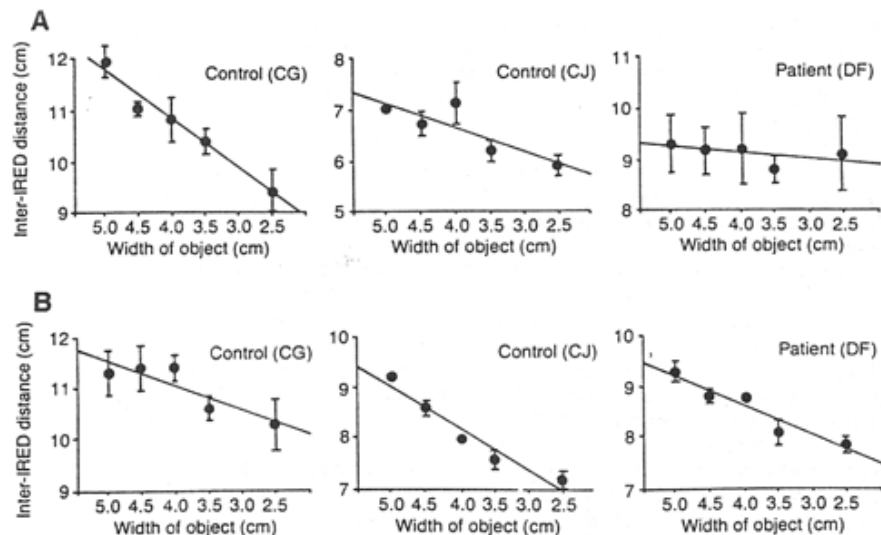 A
Inter-IRED distance (cm)
12
11
10
9
Control (CG)
5.0 4.5 4.0 3.5 3.0 2.5
Width of object (cm)
8
7
6
5
Control (CJ)
5.0 4.5 4.0 3.5 3.0 2.5
Width of object (cm)
11
10
9
8
Patient (DF)
5.0 4.5 4.0 3.5 3.0 2.5
Width of object (cm)
B
Inter-IRED distance (cm)
12
11
10
9
Control (CG)
5.0 4.5 4.0 3.5 3.0 2.5
Width of object (cm)
10
9
8
7
Control (CJ)
5.0 4.5 4.0 3.5 3.0 2.5
Width of object (cm)
10
9
8
7
Patient (DF)
5.0 4.5 4.0 3.5 3.0 2.5
Width of object (cm)